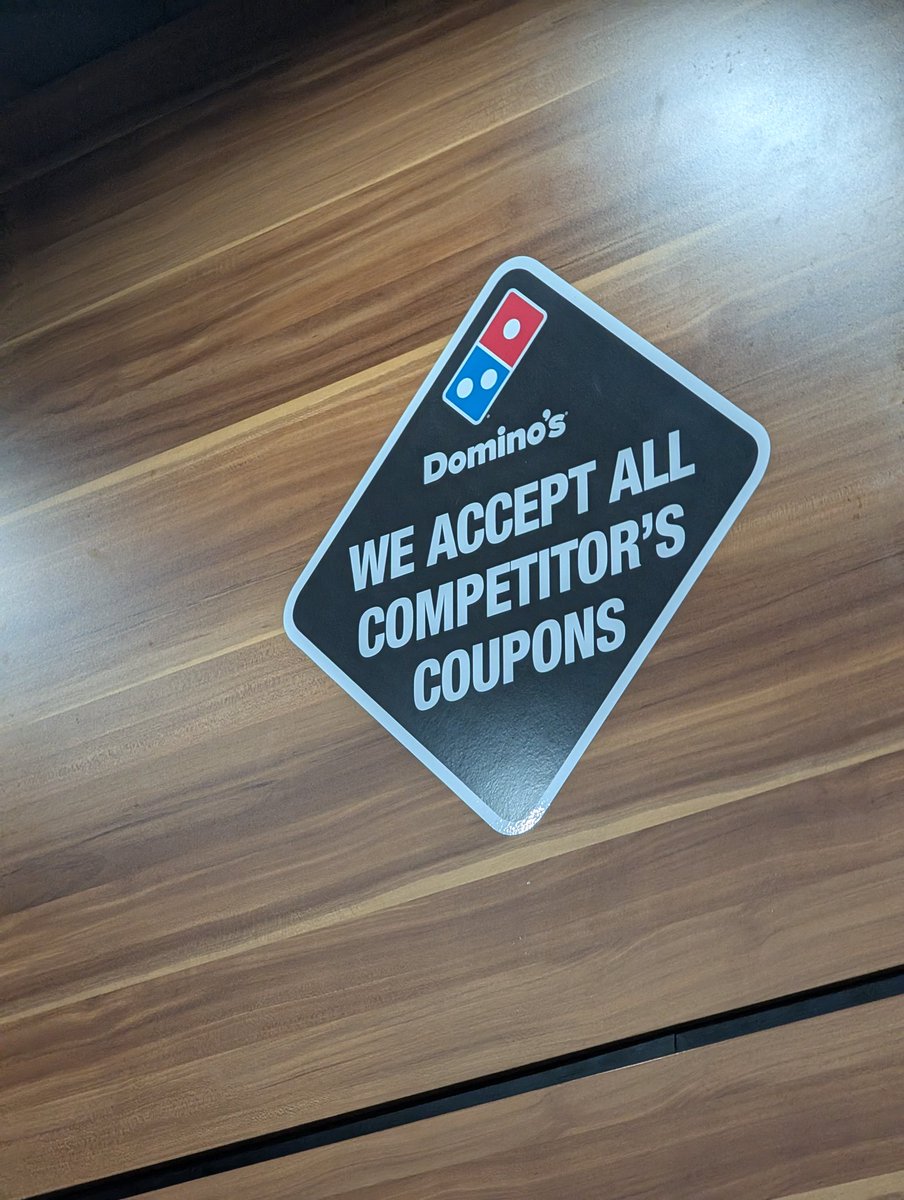 Domino's
WE ACCEPT ALL
COMPETITOR'S
COUPONS